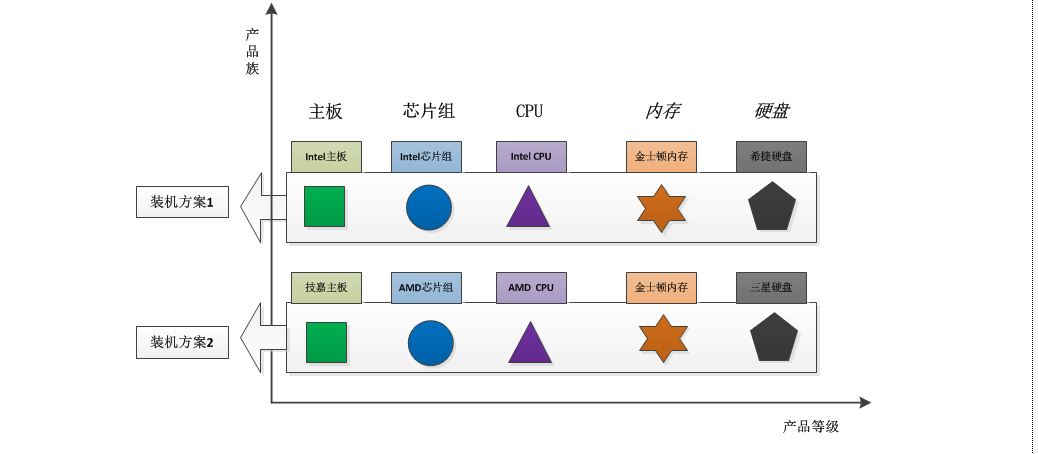 产品族
主板 芯片组 CPU 内存 硬盘
Intel主板 Intel芯片组 Intel CPU 金士顿内存 希捷硬盘
装机方案1
技嘉主板 AMD芯片组 AMD CPU 金士顿内存 三星硬盘
装机方案2
产品等级